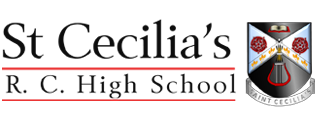 St Cecilia's
R. C. High School
SAINT CECILIA'S